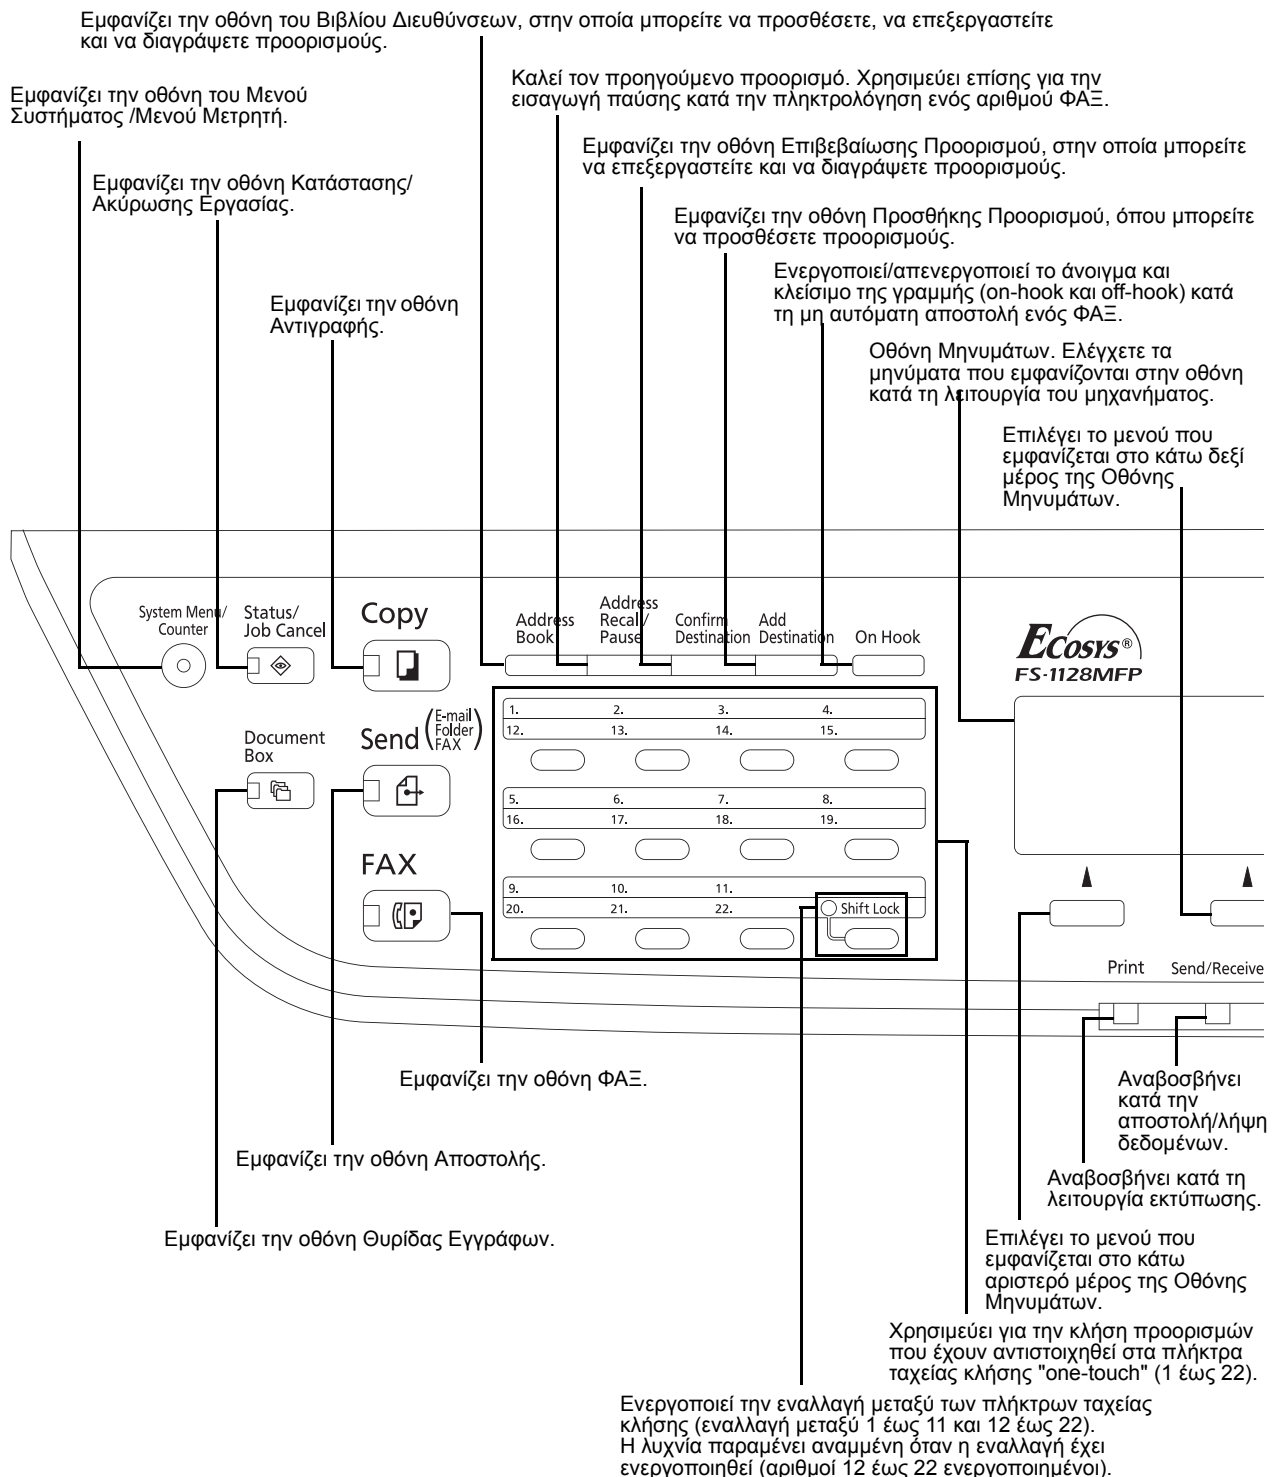 Εμφανίζει την οθόνη του Βιβλίου Διευθύνσεων, στην οποία μπορείτε να προσθέσετε, να επεξεργαστείτε
και να διαγράψετε προορισμούς.
Καλεί τον προηγούμενο προορισμό. Χρησιμεύει επίσης για την
εισαγωγή παύσης κατά την πληκτρολόγηση ενός αριθμού ΦΑΞ.
Εμφανίζει την οθόνη του Μενού
Συστήματος /Μενού Μετρητή.
Εμφανίζει την οθόνη Επιβεβαίωσης Προορισμού, στην οποία μπορείτε
να επεξεργαστείτε και να διαγράψετε προορισμούς.
Εμφανίζει την οθόνη Κατάστασης/
Ακύρωσης Εργασίας.
Εμφανίζει την οθόνη Προσθήκης Προορισμού, όπου μπορείτε
να προσθέσετε προορισμούς.
Ενεργοποιεί/απενεργοποιεί το άνοιγμα και
κλείσιμο της γραμμής (on-hook και off-hook) κατά
τη μη αυτόματη αποστολή ενός ΦΑΞ.
Εμφανίζει την οθόνη
Αντιγραφής.
Οθόνη Μηνυμάτων. Ελέγχετε τα
μηνύματα που εμφανίζονται στην οθόνη
κατά τη λειτουργία του μηχανήματος.
Επιλέγει το μενού που
εμφανίζεται στο κάτω δεξί
μέρος της Οθόνης
Μηνυμάτων.
System Menu/
Counter
Status/
Job Cancel
Copy
Address
Book
Address
Recall/
Pause
Confirm
Destination
Add
Destination
On Hook
Ecosys®
FS-1128MFP
1. 2. 3. 4.
12. 13. 14. 15.
Document
Box
Send (E-mail
Folder
FAX)
5. 6. 7. 8.
16. 17. 18. 19.
FAX
9. 10. 11.
20. 21. 22. Shift Lock
Print Send/Receive
Εμφανίζει την οθόνη ΦΑΞ.
Αναβοσβήνει
κατά την
αποστολή/λήψη
δεδομένων.
Εμφανίζει την οθόνη Αποστολής.
Αναβοσβήνει κατά τη
λειτουργία εκτύπωσης.
Εμφανίζει την οθόνη Θυρίδας Εγγράφων.
Επιλέγει το μενού που
εμφανίζεται στο κάτω
αριστερό μέρος της Οθόνης
Μηνυμάτων.
Χρησιμεύει για την κλήση προορισμών
που έχουν αντιστοιχηθεί στα πλήκτρα
ταχείας κλήσης "one-touch" (1 έως 22).
Ενεργοποιεί την εναλλαγή μεταξύ των πλήκτρων ταχείας
κλήσης (εναλλαγή μεταξύ 1 έως 11 και 12 έως 22).
Η λυχνία παραμένει αναμμένη όταν η εναλλαγή έχει
ενεργοποιηθεί (αριθμοί 12 έως 22 ενεργοποιημένοι).